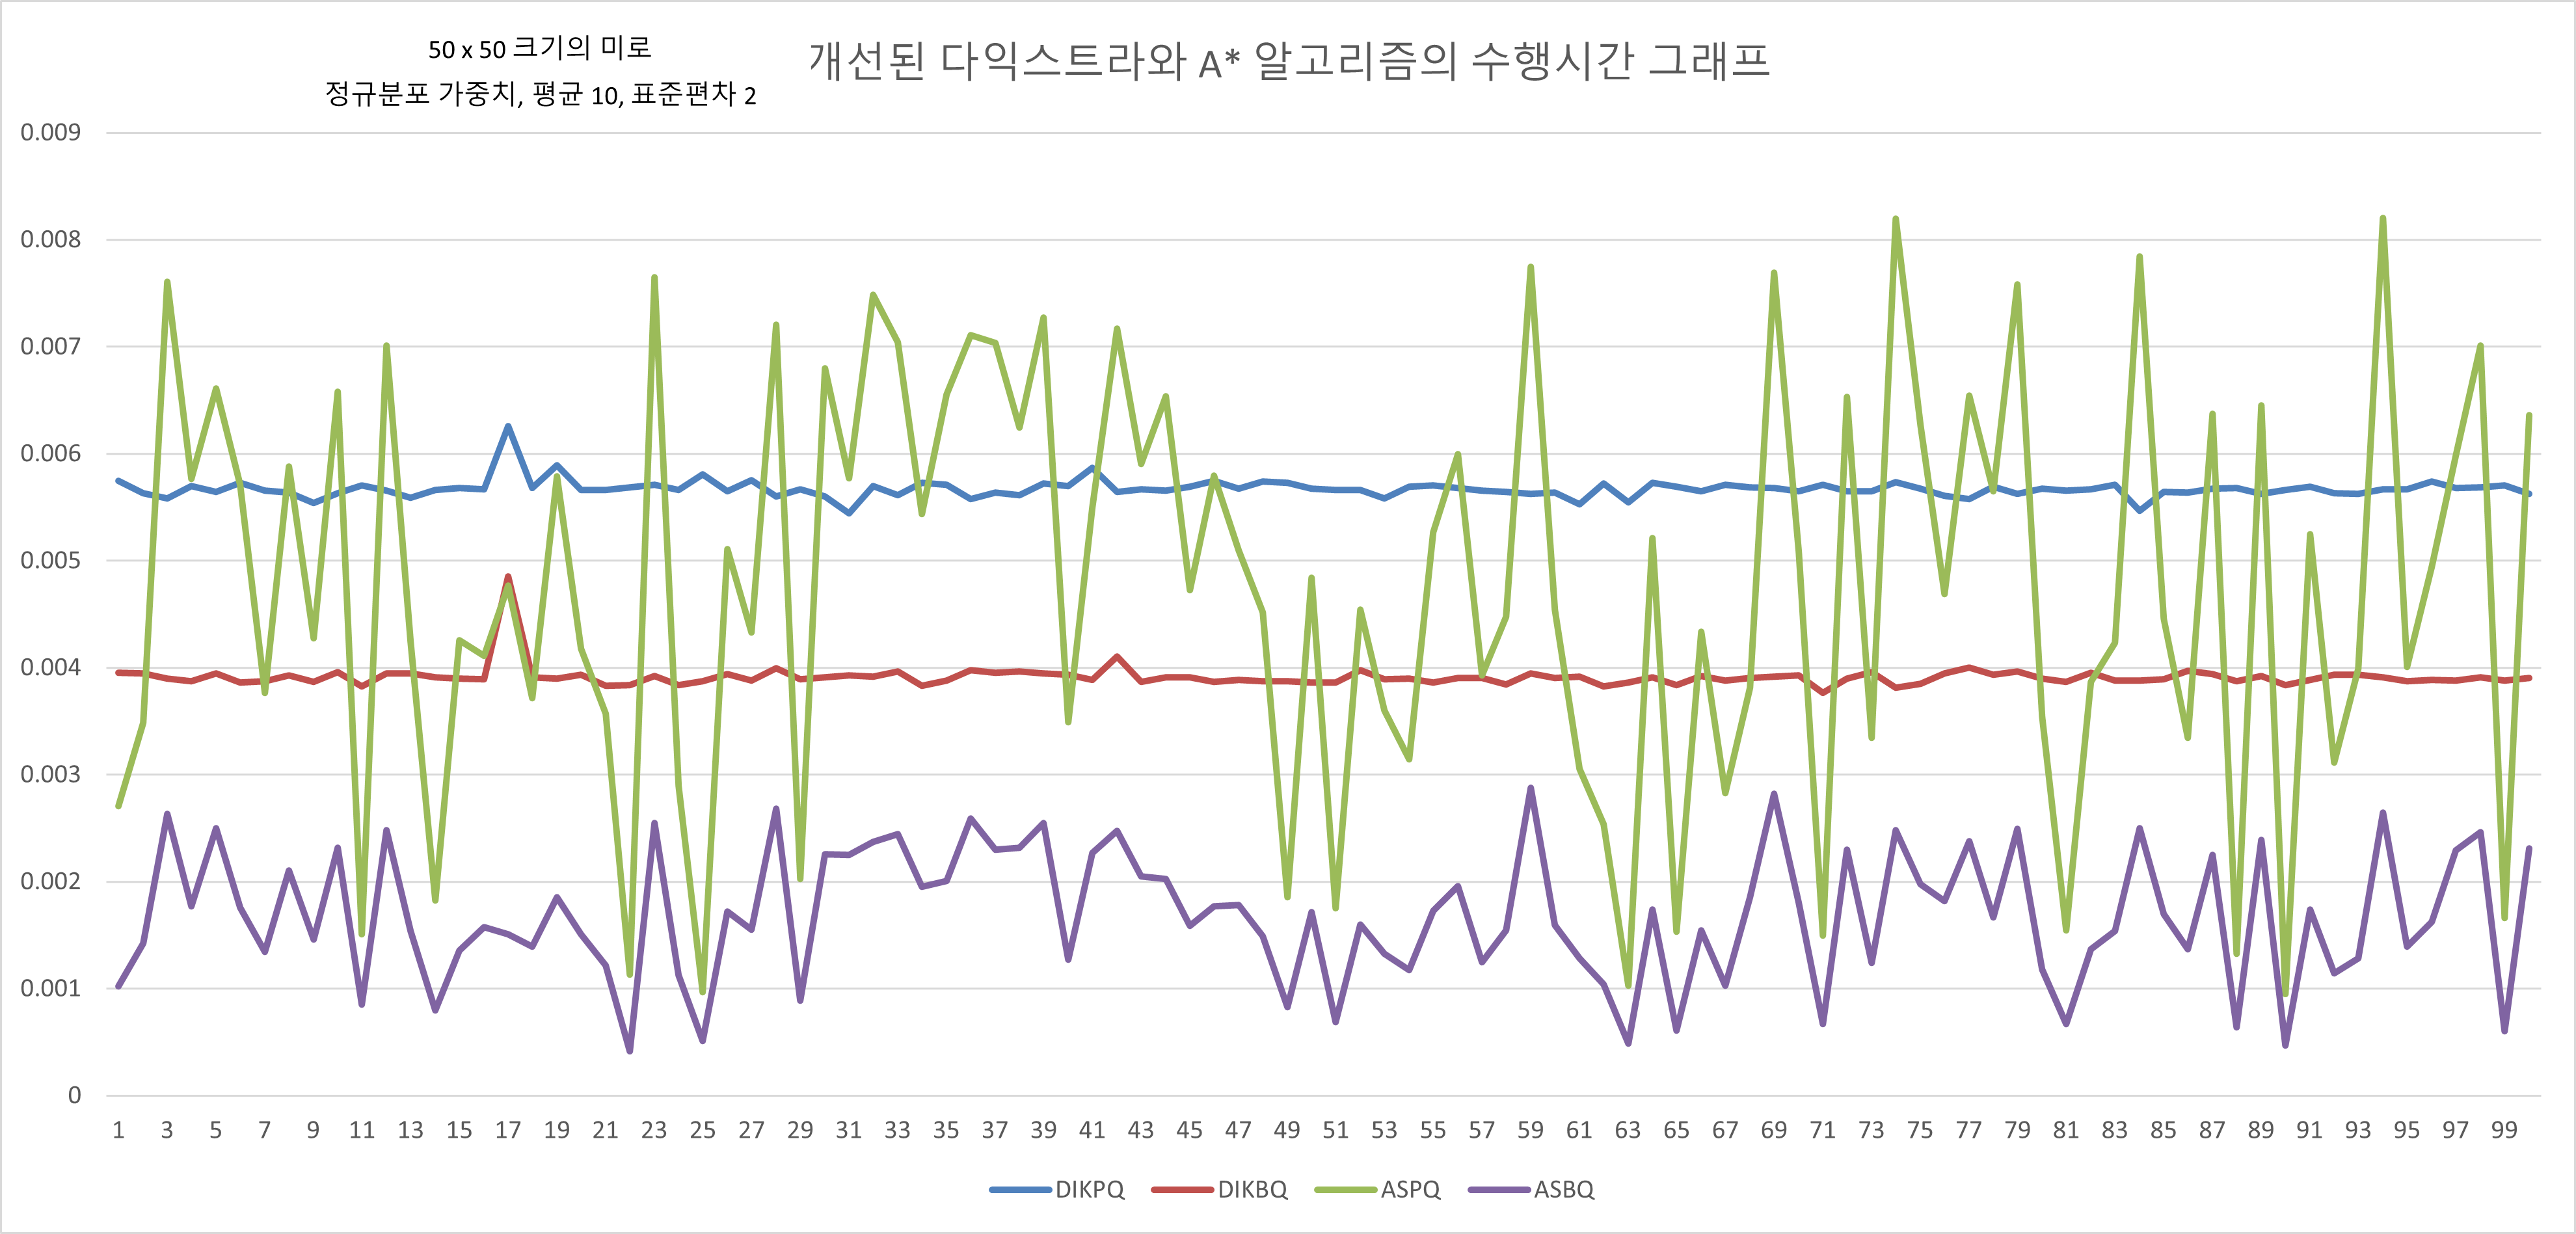 50 x 50 크기의 미로
정규분포 가중치, 평균 10, 표준편차 2
개선된 다익스트라와 A* 알고리즘의 수행시간 그래프
0.009
0.008
0.007
0.006
0.005
0.004
0.003
0.002
0.001
0
1 3 5 7 9 11 13 15 17 19 21 23 25 27 29 31 33 35 37 39 41 43 45 47 49 51 53 55 57 59 61 63 65 67 69 71 73 75 77 79 81 83 85 87 89 91 93 95 97 99
DIKPQ DIKBQ ASPQ ASBQ